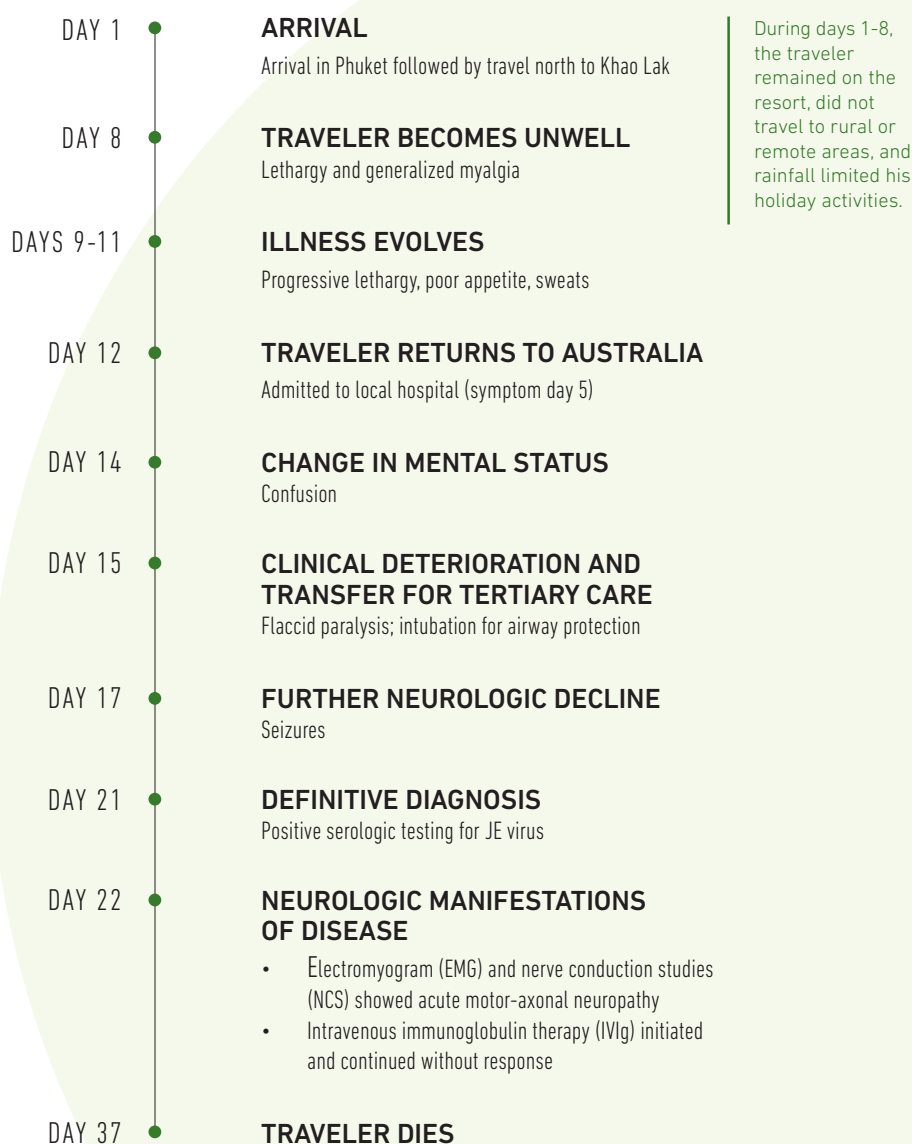 DAY 1
ARRIVAL
Arrival in Phuket followed by travel north to Khao Lak
During days 1-8,
the traveler
remained on the
resort, did not
travel to rural or
remote areas, and
rainfall limited his
holiday activities.
DAY 8
TRAVELER BECOMES UNWELL
Lethargy and generalized myalgia
DAYS 9-11
ILLNESS EVOLVES
Progressive lethargy, poor appetite, sweats
DAY 12
TRAVELER RETURNS TO AUSTRALIA
Admitted to local hospital (symptom day 5)
DAY 14
CHANGE IN MENTAL STATUS
Confusion
DAY 15
CLINICAL DETERIORATION AND
TRANSFER FOR TERTIARY CARE
Flaccid paralysis; intubation for airway protection
DAY 17
FURTHER NEUROLOGIC DECLINE
Seizures
DAY 21
DEFINITIVE DIAGNOSIS
Positive serologic testing for JE virus
DAY 22
NEUROLOGIC MANIFESTATIONS
OF DISEASE
• Electromyogram (EMG) and nerve conduction studies
(NCS) showed acute motor-axonal neuropathy
• Intravenous immunoglobulin therapy (IVIg) initiated
and continued without response
DAY 37
TRAVELER DIES